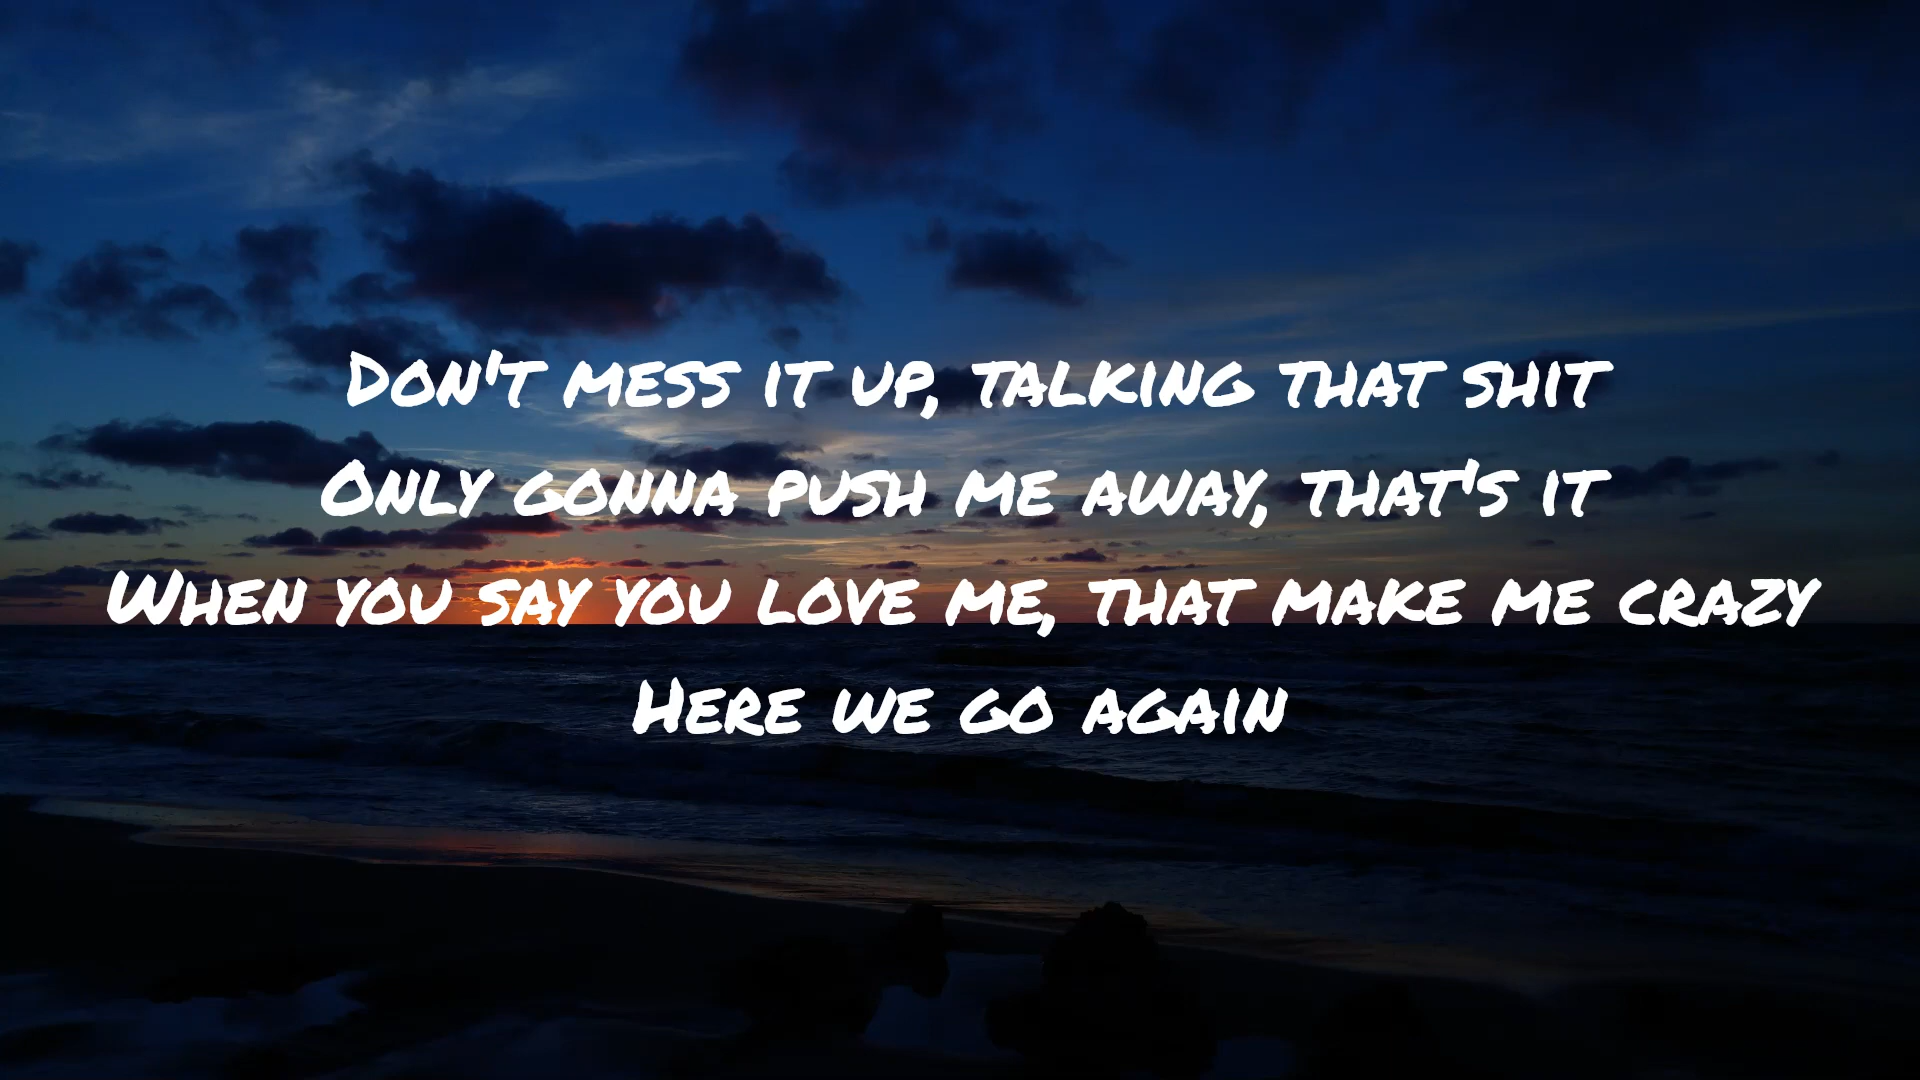 Don't mess it up, talking that shit
Only gonna push me away, that's it
When you say you love me, that make me crazy
Here we go again